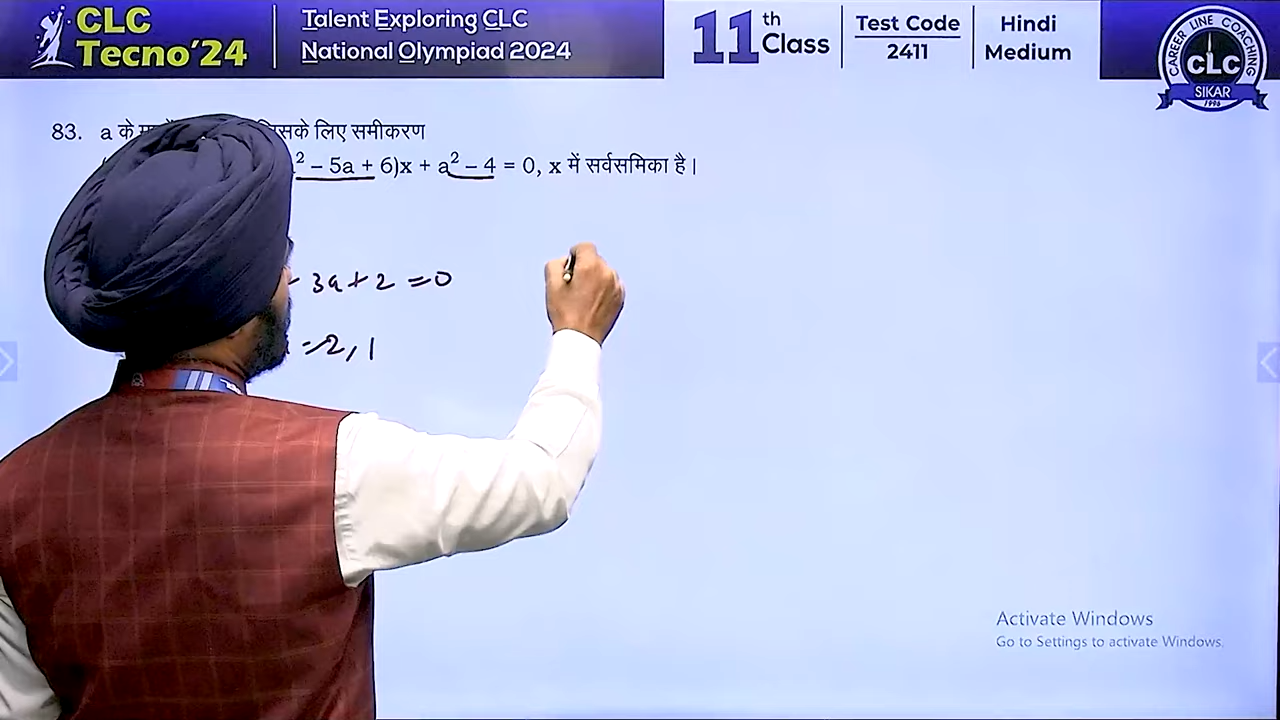 CLC
Tecno'24
Talent Exploring CLC
National Olympiad 2024
11th Class
Test Code
2411
Hindi
Medium
CAREER LINE COACHING
CLC
SIKAR
1996
83. a के लिए समीकरण
² – 5a + 6)x + a² – 4 = 0, x में सर्वसमिका है।
- 3a + 2 = 0
= 2, 1
Activate Windows
Go to Settings to activate Windows.